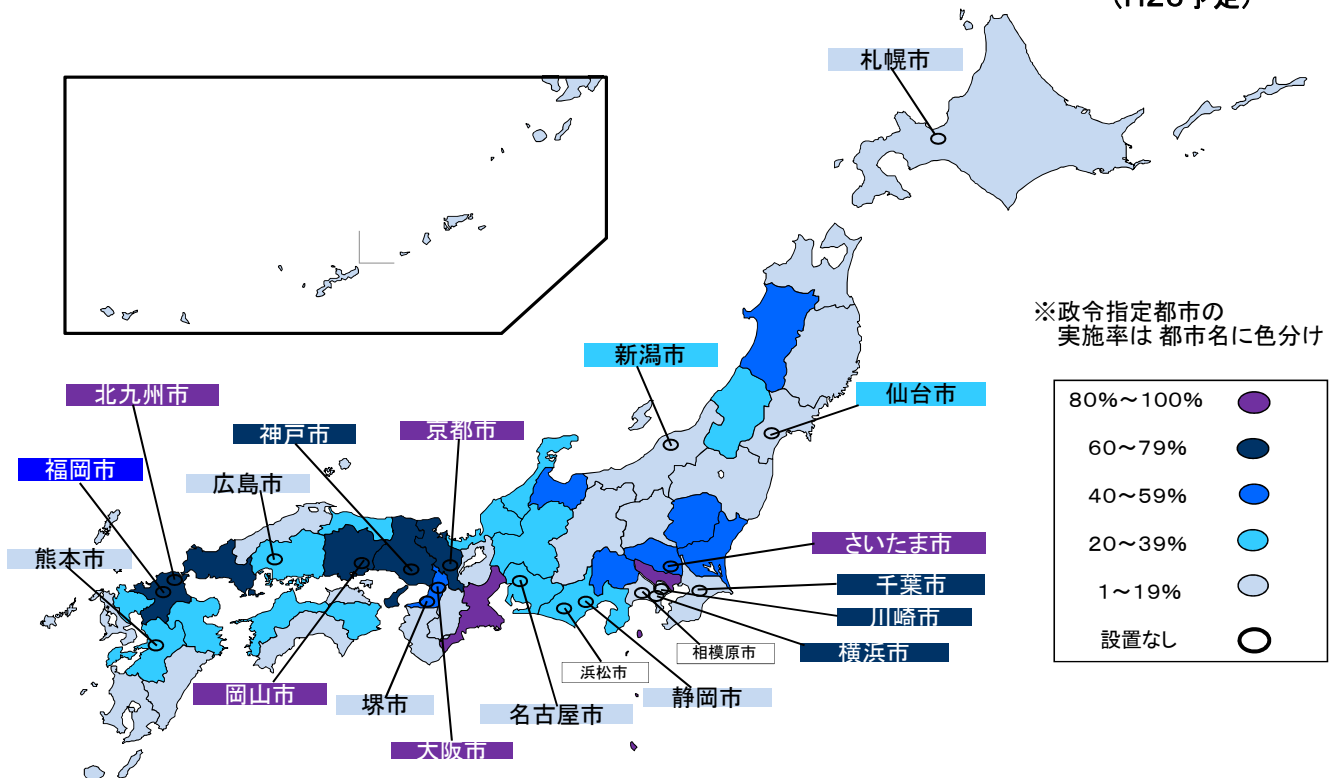 札幌市
※政令指定都市の
実施率は 都市名に色分け
新潟市
北九州市
仙台市
80%～100%
神戸市
京都市
60～79%
福岡市
広島市
40～59%
さいたま市
20～39%
熊本市
千葉市
1～19%
川崎市
設置なし
相模原市
横浜市
浜松市
岡山市
堺市
名古屋市
静岡市
大阪市